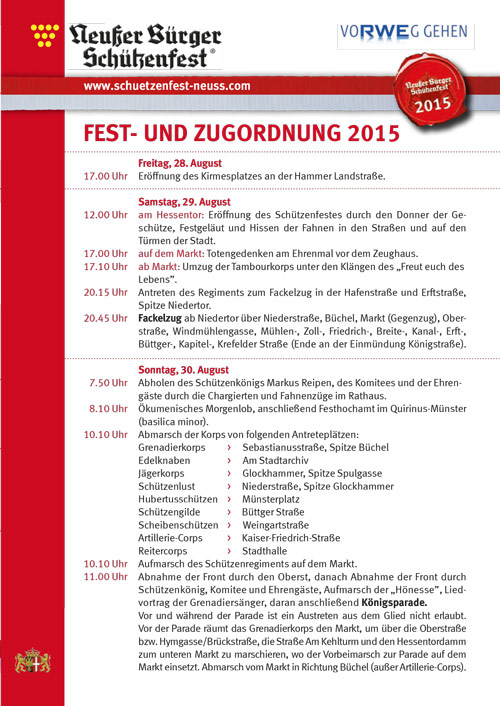 Neußer Bürger
Schützenfest®
VORWEG GEHEN
www.schuetzenfest-neuss.com
Neußer Bürger
Schützenfest
2015
FEST- UND ZUGORDNUNG 2015
Freitag, 28. August
17.00 Uhr Eröffnung des Kirmesplatzes an der Hammer Landstraße.
Samstag, 29. August
12.00 Uhr am Hessentor: Eröffnung des Schützenfestes durch den Donner der Ge-
schütze, Festgeläut und Hissen der Fahnen in den Straßen und auf den
Türmen der Stadt.
17.00 Uhr auf dem Markt: Totengedenken am Ehrenmal vor dem Zeughaus.
17.10 Uhr ab Markt: Umzug der Tambourkorps unter den Klängen des „Freut euch des
Lebens".
20.15 Uhr Antreten des Regiments zum Fackelzug in der Hafenstraße und Erftstraße,
Spitze Niedertor.
20.45 Uhr Fackelzug ab Niedertor über Niederstraße, Büchel, Markt (Gegenzug), Ober-
straße, Windmühlengasse, Mühlen-, Zoll-, Friedrich-, Breite-, Kanal-, Erft-,
Büttger-, Kapitel-, Krefelder Straße (Ende an der Einmündung Königstraße).
Sonntag, 30. August
7.50 Uhr Abholen des Schützenkönigs Markus Reipen, des Komitees und der Ehren-
gäste durch die Chargierten und Fahnenzüge im Rathaus.
8.10 Uhr Ökumenisches Morgenlob, anschließend Festhochamt im Quirinus-Münster
(basilica minor).
10.10 Uhr Abmarsch der Korps von folgenden Antreteplätzen:
Grenadierkorps > Sebastianusstraße, Spitze Büchel
Edelknaben > Am Stadtarchiv
Jägerkorps > Glockhammer, Spitze Spulgasse
Schützenlust > Niederstraße, Spitze Glockhammer
Hubertusschützen > Münsterplatz
Schützengilde > Büttger Straße
Scheibenschützen > Weingartstraße
Artillerie-Corps > Kaiser-Friedrich-Straße
Reitercorps > Stadthalle
10.10 Uhr Aufmarsch des Schützenregiments auf dem Markt.
11.00 Uhr Abnahme der Front durch den Oberst, danach Abnahme der Front durch
Schützenkönig, Komitee und Ehrengäste, Aufmarsch der „Hönesse", Lied-
vortrag der Grenadiersänger, daran anschließend Königsparade.
Vor und während der Parade ist ein Austreten aus dem Glied nicht erlaubt.
Vor der Parade räumt das Grenadierkorps den Markt, um über die Oberstraße
bzw. Hymgasse/Brückstraße, die Straße Am Kehlturm und den Hessentordamm
zum unteren Markt zu marschieren, wo der Vorbeimarsch zur Parade auf dem
Markt einsetzt. Abmarsch vom Markt in Richtung Büchel (außer Artillerie-Corps).